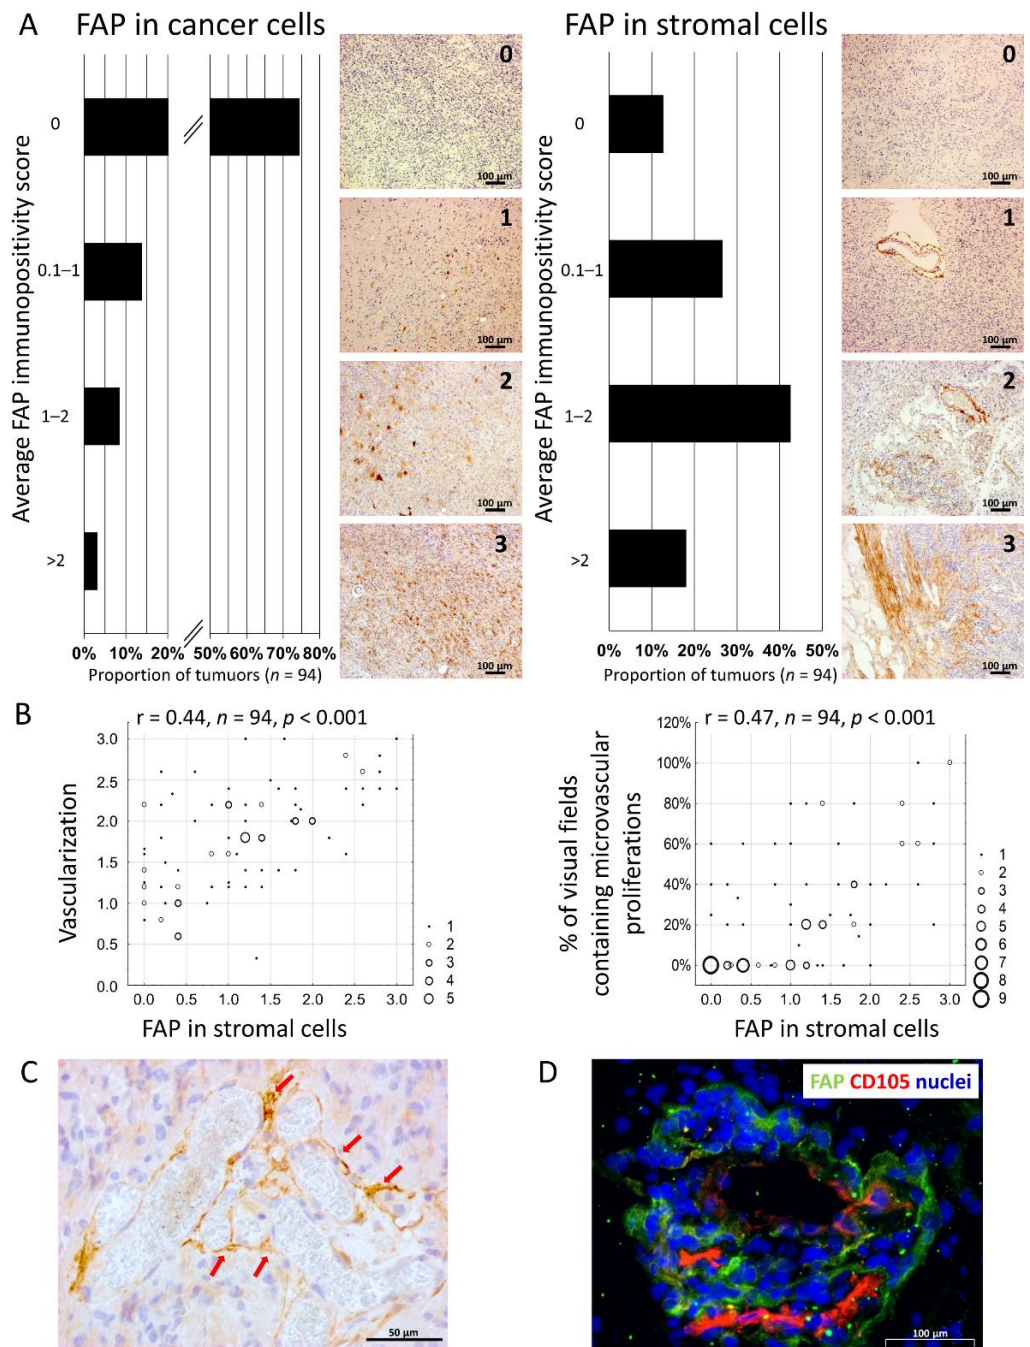 A FAP in cancer cells
Average FAP immunopositivity score
0
0.1–1
1–2
>2
0% 10% 20% 50% 60% 70% 80%
Proportion of tumuors (n = 94)
0
100 µm
1
100 µm
2
100 µm
3
100 µm
FAP in stromal cells
Average FAP immunopositivity score
0
0.1–1
1–2
>2
0% 10% 20% 30% 40% 50%
Proportion of tumuors (n = 94)
0
100 µm
1
100 µm
2
100 µm
3
100 µm
B
r = 0.44, n = 94, p < 0.001
Vascularization
3.0
2.5
2.0
1.5
1.0
0.5
0.0
0.0 0.5 1.0 1.5 2.0 2.5 3.0
FAP in stromal cells
1
2
3
4
5
r = 0.47, n = 94, p < 0.001
% of visual fields
containing microvascular
proliferations
120%
100%
80%
60%
40%
20%
0%
0.0 0.5 1.0 1.5 2.0 2.5 3.0
FAP in stromal cells
1
2
3
4
5
6
7
8
9
C
50 µm
D
FAP CD105 nuclei
100 µm